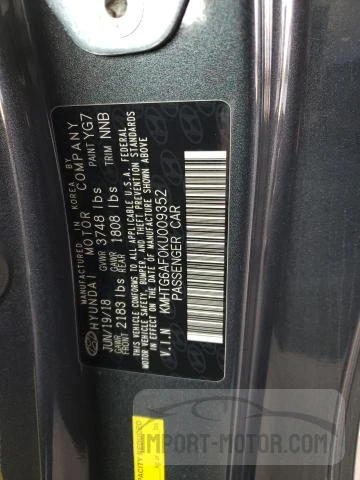 MANUFACTURED IN KOREA BY
HYUNDAI MOTOR COMPANY
JUN/19/18 GVWR 3748 lbs PAINT YG7
GAWR FRONT 2183 lbs GAWR REAR 1808 lbs TRIM NNB
THIS VEHICLE CONFORMS TO ALL APPLICABLE U.S.A. FEDERAL
MOTOR VEHICLE SAFETY, BUMPER, AND THEFT PREVENTION STANDARDS
IN EFFECT ON THE DATE OF MANUFACTURE SHOWN ABOVE.
V.I.N KMHTG6AF0KU009352
PASSENGER CAR
IMPORT-MOTOR.COM